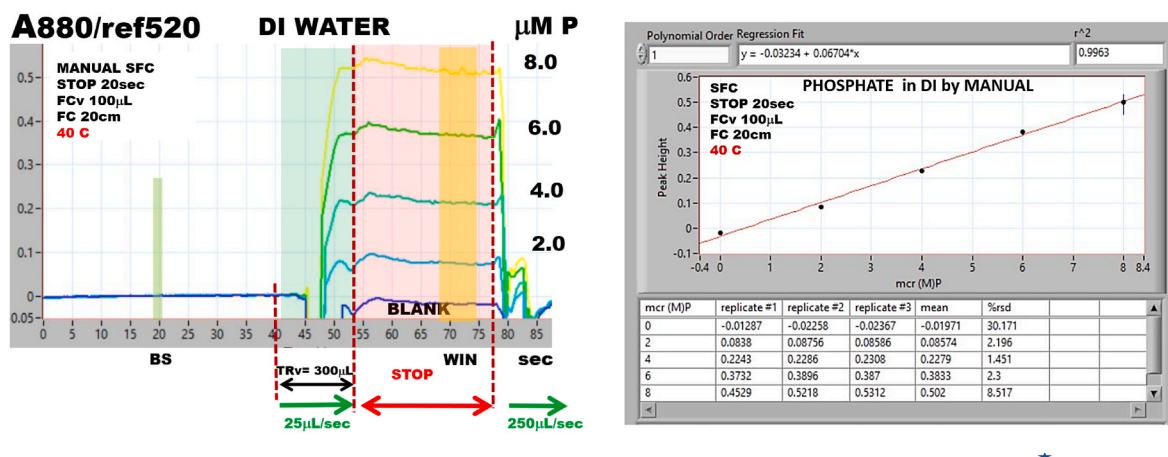 A880/ref520 DI WATER μM P
MANUAL SFC
STOP 20sec
FCv 100μL
FC 20cm
40 C
8.0
6.0
4.0
2.0
0.5
0.4
0.3
0.2
0.1
0
0.05
BLANK
0 5 10 15 20 25 30 35 40 45 50 55 60 65 70 75 80 85
BS WIN sec
TRv= 300μL
STOP
25μL/sec 250μL/sec
Polynomial Order Regression Fit r^2
1 y = -0.03234 + 0.06704*x 0.9963
PHOSPHATE in DI by MANUAL
SFC
STOP 20sec
FCv 100μL
FC 20cm
40 C
Peak Height
0.6
0.5
0.4
0.3
0.2
0.1
0
-0.1
-0.4 0 1 2 3 4 5 6 7 8 8.4
mcr (M)P
mcr (M)P replicate #1 replicate #2 replicate #3 mean %rsd
0 -0.01287 -0.02258 -0.02367 -0.01971 30.171
2 0.0838 0.08756 0.08586 0.08574 2.196
4 0.2243 0.2286 0.2308 0.2279 1.451
6 0.3732 0.3896 0.387 0.3833 2.3
8 0.4529 0.5218 0.5312 0.502 8.517